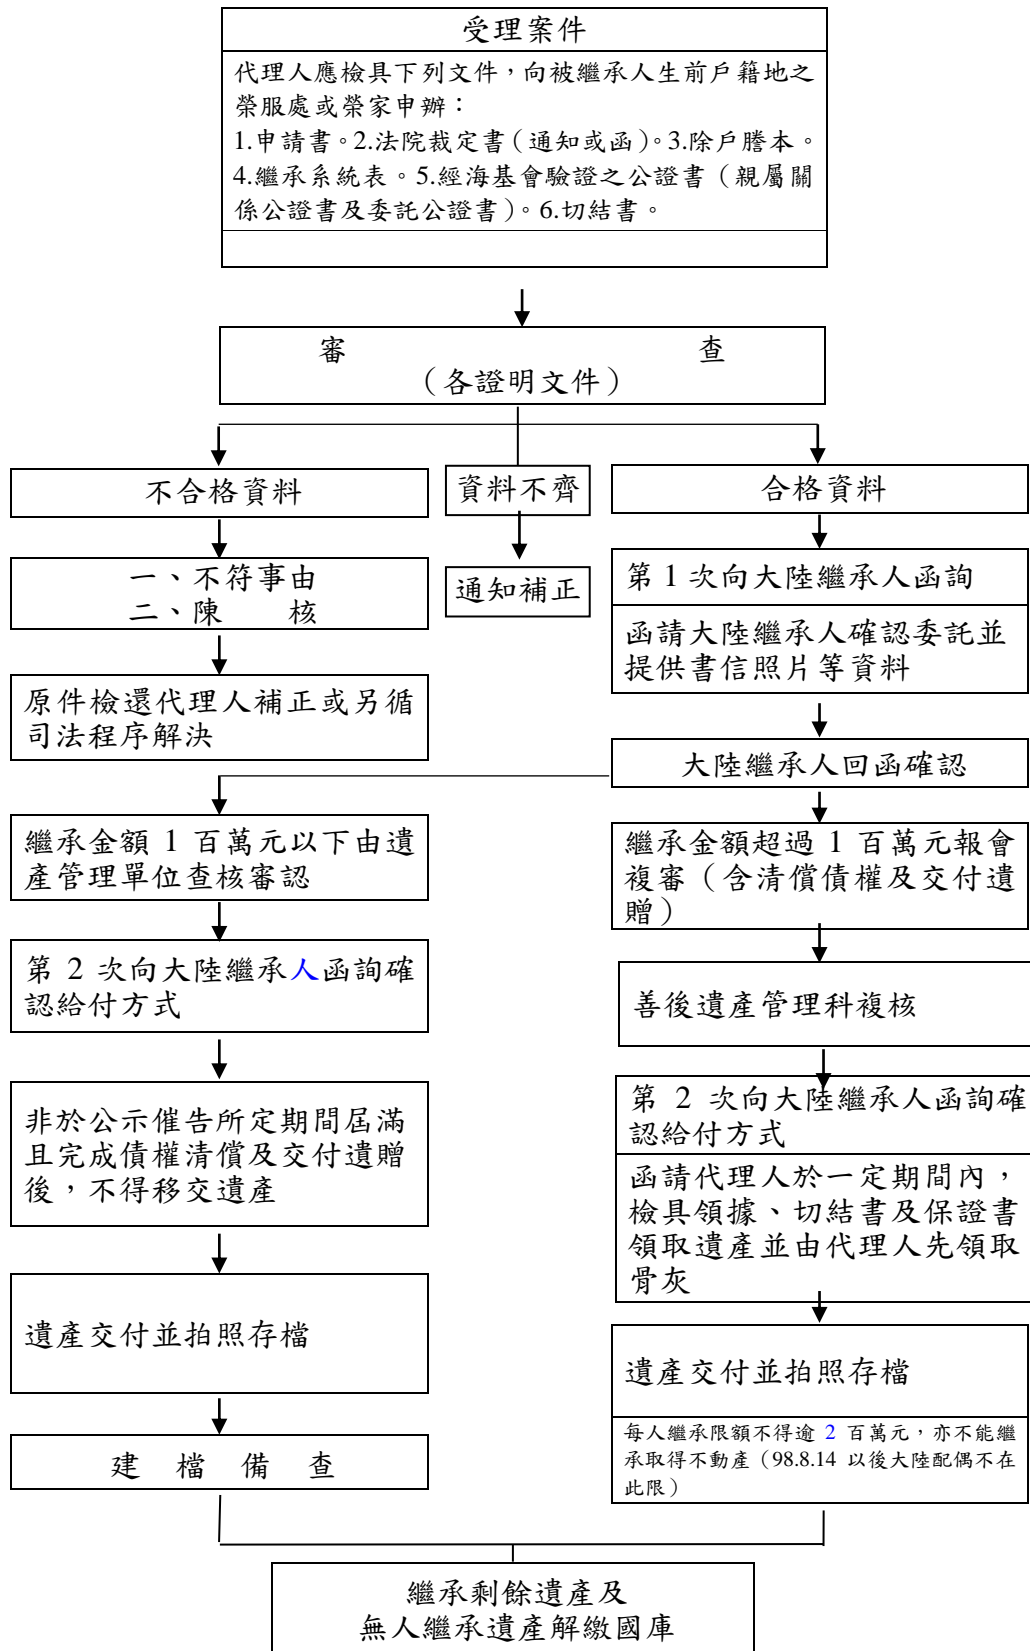 受理案件
代理人應檢具下列文件，向被繼承人生前戶籍地之
榮服處或榮家申辦：
1.申請書。2.法院裁定書（通知或函）。3.除戶謄本。
4.繼承系統表。5.經海基會驗證之公證書（親屬關
係公證書及委託公證書）。6.切結書。
審 查
（各證明文件）
不合格資料
資料不齊
合格資料
一、不符事由
二、陳 核
通知補正
第 1 次向大陸繼承人函詢
函請大陸繼承人確認委託並
提供書信照片等資料
原件檢還代理人補正或另循
司法程序解決
大陸繼承人回函確認
繼承金額 1 百萬元以下由遺
產管理單位查核審認
繼承金額超過 1 百萬元報會
複審（含清償債權及交付遺
贈）
第 2 次向大陸繼承人函詢確
認給付方式
善後遺產管理科複核
非於公示催告所定期間屆滿
且完成債權清償及交付遺贈
後，不得移交遺產
第 2 次向大陸繼承人函詢確
認給付方式
函請代理人於一定期間內，
檢具領據、切結書及保證書
領取遺產並由代理人先領取
骨灰
遺產交付並拍照存檔
遺產交付並拍照存檔
每人繼承限額不得逾 2 百萬元，亦不能繼
承取得不動產（98.8.14 以後大陸配偶不在
此限）
建 檔 備 查
繼承剩餘遺產及
無人繼承遺產解繳國庫